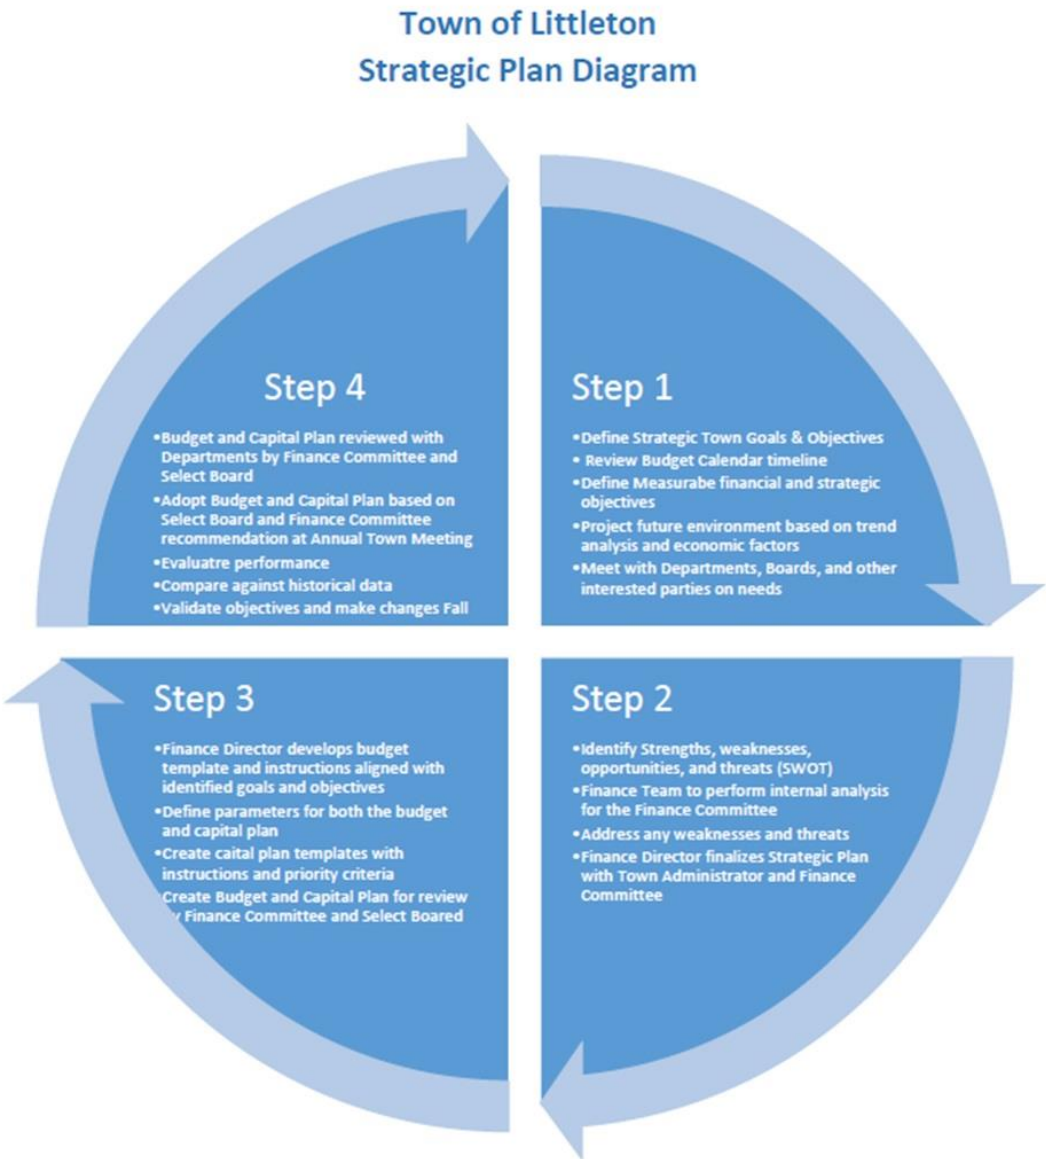 Town of Littleton
Strategic Plan Diagram
Step 1
•Define Strategic Town Goals & Objectives
• Review Budget Calendar timeline
•Define Measurabe financial and strategic
objectives
•Project future environment based on trend
analysis and economic factors
•Meet with Departments, Boards, and other
interested parties on needs
Step 2
•Identify Strengths, weaknesses,
opportunities, and threats (SWOT)
•Finance Team to perform internal analysis
for the Finance Committee
•Address any weaknesses and threats
•Finance Director finalizes Strategic Plan
with Town Administrator and Finance
Committee
Step 3
•Finance Director develops budget
template and instructions aligned with
identified goals and objectives
•Define parameters for both the budget
and capital plan
•Create caital plan templates with
instructions and priority criteria
Create Budget and Capital Plan for review
Finance Committee and Select Boared
Step 4
•Budget and Capital Plan reviewed with
Departments by Finance Committee and
Select Board
•Adopt Budget and Capital Plan based on
Select Board and Finance Committee
recommendation at Annual Town Meeting
•Evaluatre performance
•Compare against historical data
•Validate objectives and make changes Fall